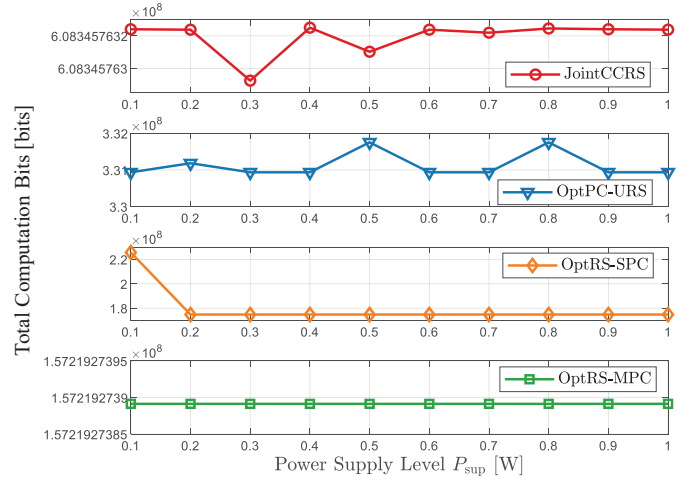 ×10^8
6.083457632
6.08345763
JointCCRS
0.1 0.2 0.3 0.4 0.5 0.6 0.7 0.8 0.9 1
×10^8
3.32
3.31
3.3
OptPC-URS
0.1 0.2 0.3 0.4 0.5 0.6 0.7 0.8 0.9 1
Total Computation Bits [bits]
×10^8
2.2
2
1.8
OptRS-SPC
0.1 0.2 0.3 0.4 0.5 0.6 0.7 0.8 0.9 1
×10^8
1.5721927395
1.572192739
1.5721927385
OptRS-MPC
0.1 0.2 0.3 0.4 0.5 0.6 0.7 0.8 0.9 1
Power Supply Level P_sup [W]